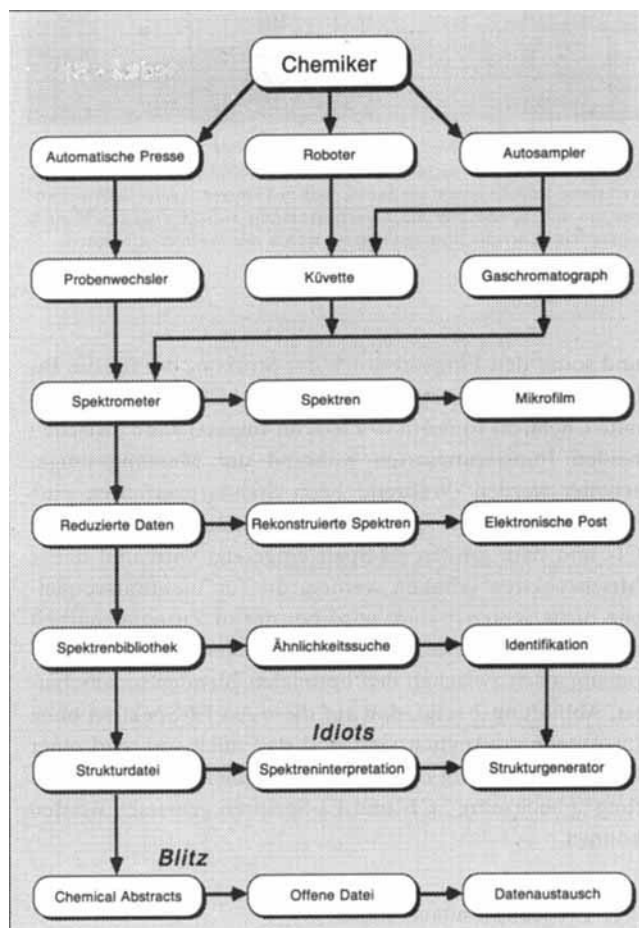 Chemiker
Automatische Presse
Roboter
Autosampler
Probenwechsler
Küvette
Gaschromatograph
Spektrometer
Spektren
Mikrofilm
Reduzierte Daten
Rekonstruierte Spektren
Elektronische Post
Spektrenbibliothek
Ähnlichkeitssuche
Identifikation
Idiots
Strukturdatei
Spektreninterpretation
Strukturgenerator
Blitz
Chemical Abstracts
Offene Datei
Datenaustausch